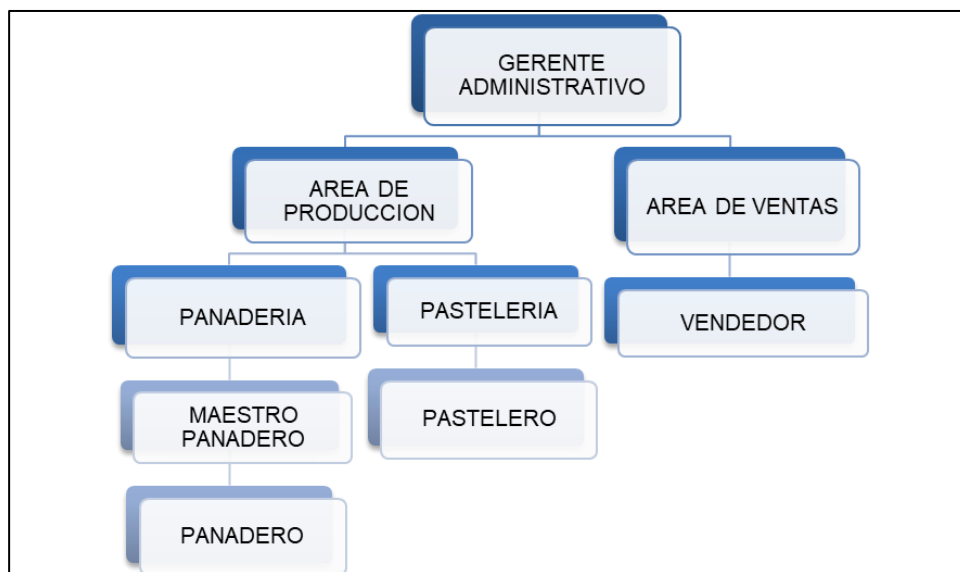 GERENTE
ADMINISTRATIVO
AREA DE
PRODUCCION
AREA DE VENTAS
PANADERIA
PASTELERIA
VENDEDOR
MAESTRO
PANADERO
PASTELERO
PANADERO